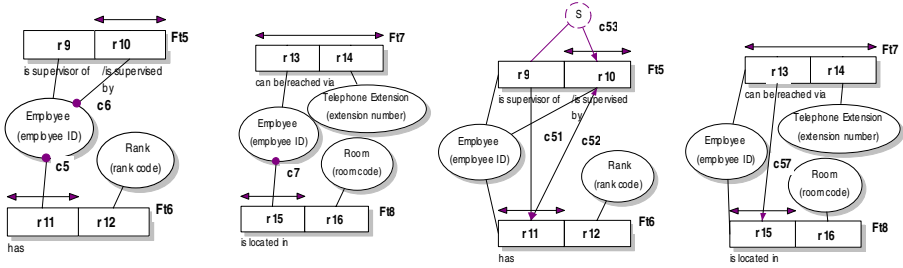 Ft5
r 9
r 10
is supervisor of
/is supervised
by
c6
Employee
(employee ID)
c5
Rank
(rank code)
r 11
r 12
Ft6
has
Ft7
r 13
r 14
can be reached via
Telephone Extension
(extension number)
Employee
(employee ID)
Room
(room code)
c7
r 15
r 16
Ft8
is located in
S
c53
r 9
r 10
Ft5
is supervisor of
/is supervised
by
c51
c52
Employee
(employee ID)
Rank
(rank code)
r 11
r 12
Ft6
has
Ft7
r 13
r 14
can be reached via
Telephone Extension
(extension number)
Employee
(employee ID)
c57
Room
(room code)
r 15
r 16
Ft8
is located in